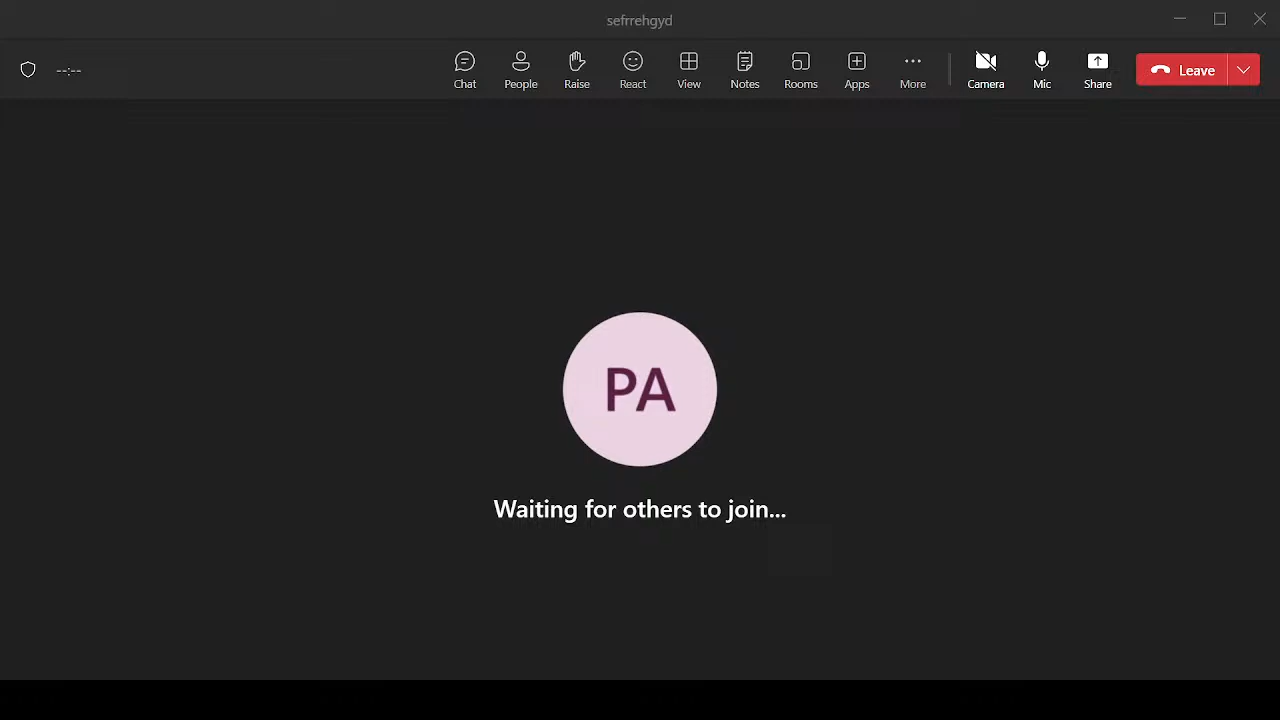 sefrrehgyd
--:--
Chat People Raise React View Notes Rooms Apps More Camera Mic Share Leave
PA
Waiting for others to join...